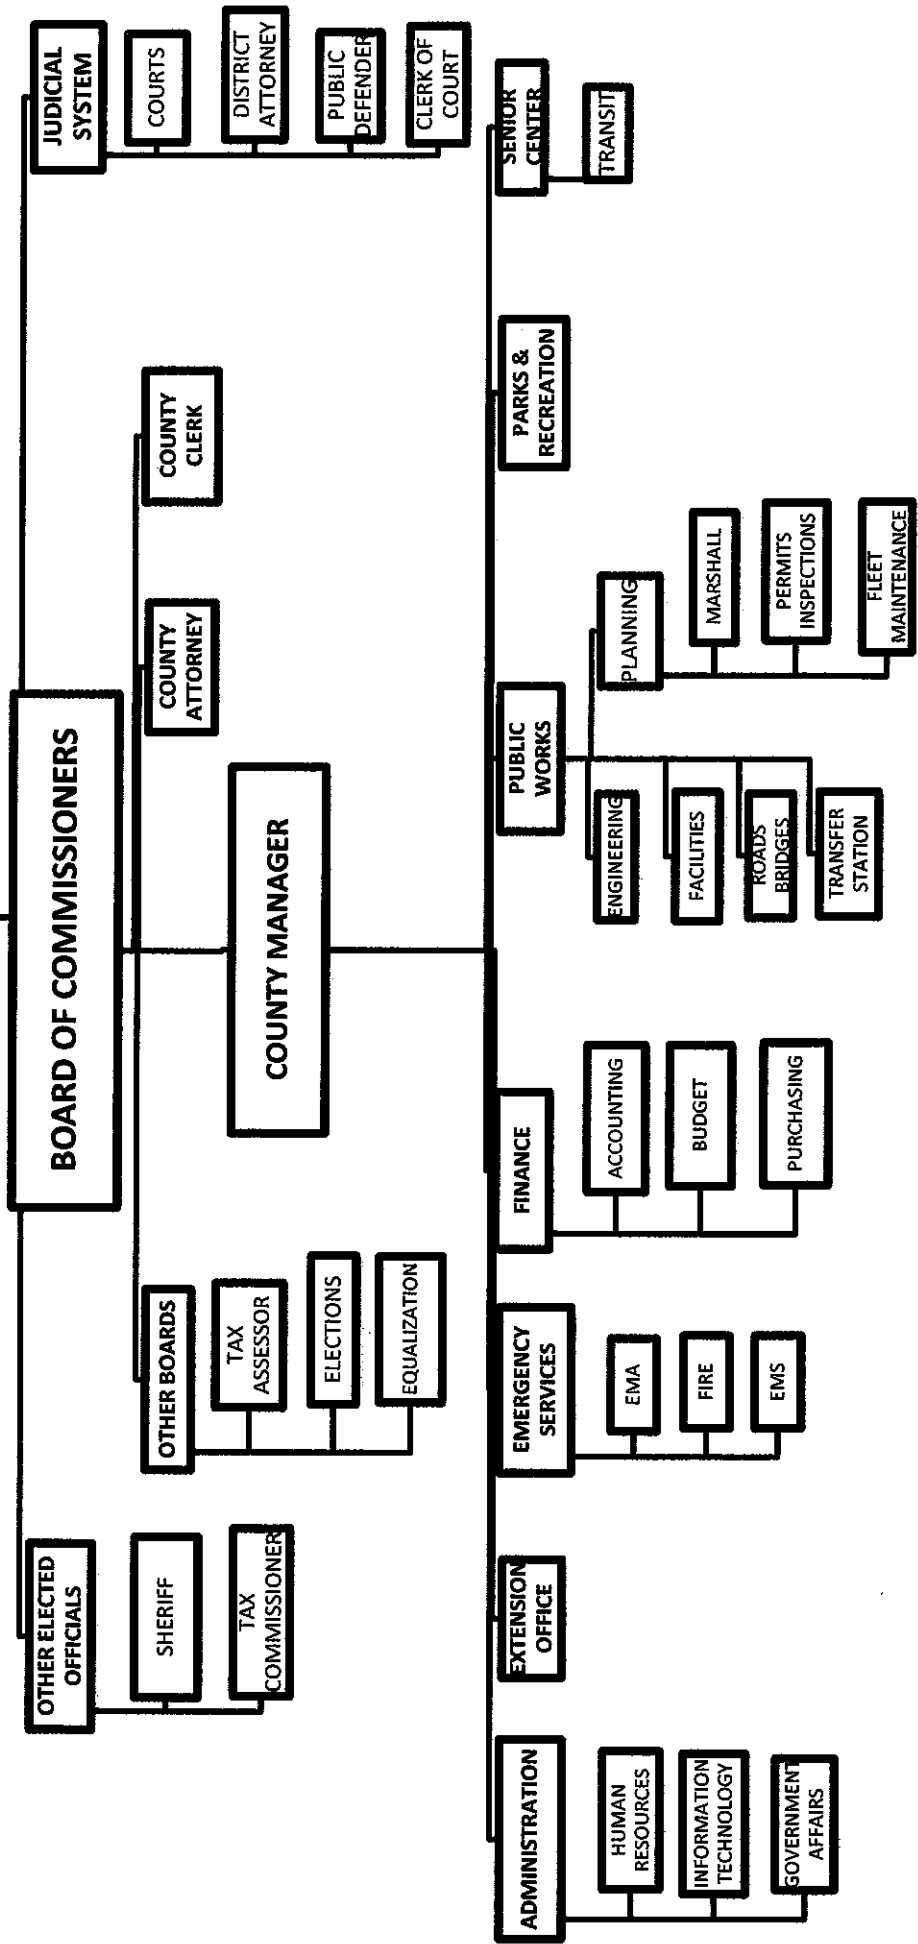 BOARD OF COMMISSIONERS
OTHER ELECTED
OFFICIALS
SHERIFF
TAX
COMMISSIONER
JUDICIAL
SYSTEM
COURTS
DISTRICT
ATTORNEY
PUBLIC
DEFENDER
CLERK OF
COURT
OTHER BOARDS
TAX
ASSESSOR
ELECTIONS
EQUALIZATION
COUNTY
ATTORNEY
COUNTY
CLERK
COUNTY MANAGER
ADMINISTRATION
HUMAN
RESOURCES
INFORMATION
TECHNOLOGY
GOVERNMENT
AFFAIRS
EXTENSION
OFFICE
EMERGENCY
SERVICES
EMA
FIRE
EMS
FINANCE
ACCOUNTING
BUDGET
PURCHASING
PUBLIC
WORKS
ENGINEERING
FACILITIES
ROADS
BRIDGES
TRANSFER
STATION
PLANNING
MARSHALL
PERMITS
INSPECTIONS
FLEET
MAINTENANCE
PARKS &
RECREATION
SENIOR
CENTER
TRANSIT